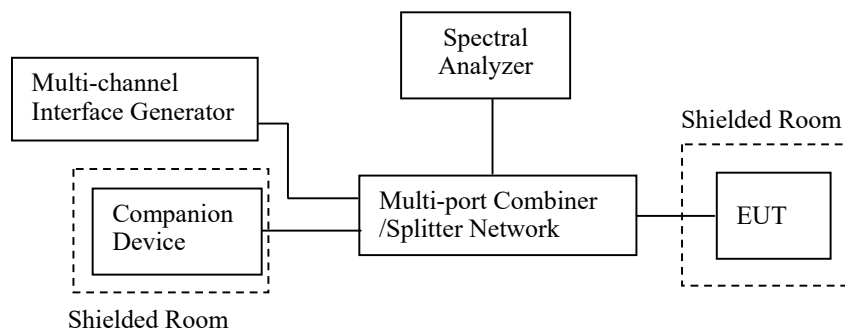 Spectral
Analyzer
Multi-channel
Interface Generator
Shielded Room
Companion
Device
Multi-port Combiner
/Splitter Network
EUT
Shielded Room